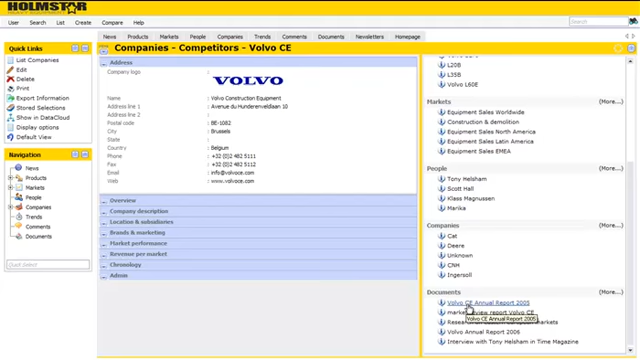 HOLMSTAR
HEAVY EQUIPMENT
User Search List Create Compare Help
Search
News Products Markets People Companies Trends Comments Documents Newsletters Homepage
Quick Links
List Companies
Edit
Delete
Print
Export Information
Stored Selections
Show in DataCloud
Display options
Default View
Navigation
News
Products
Markets
People
Companies
Trends
Comments
Documents
Quick Select
Companies - Competitors - Volvo CE
Address
Company logo :
VOLVO
Name : Volvo Construction Equipment
Address line 1 : Avenue du Hunderenveldlaan 10
Address line 2 :
Postal code : BE-1082
City : Brussels
State :
Country : Belgium
Phone : +32 (0)2 482 5111
Fax : +32 (0)2 482 5112
Email : info@volvoce.com
Web : www.volvoce.com
Overview
Company description
Location & subsidiaries
Brands & marketing
Market performance
Revenue per market
Chronology
Admin
L20B
L35B
Volvo L60E
Markets (More...)
Equipment Sales Worldwide
Construction & demolition
Equipment Sales North America
Equipment Sales Latin America
Equipment Sales EMEA
People (More...)
Tony Helsham
Scott Hall
Klass Magnussen
Marika
Companies (More...)
Cat
Deere
Unknown
CNH
Ingersoll
Documents (More...)
Volvo CE Annual Report 2005
market review report Volvo CE
Volvo CE Annual Report 2005
Volvo Annual Report 2006
Interview with Tony Helsham in Time Magazine